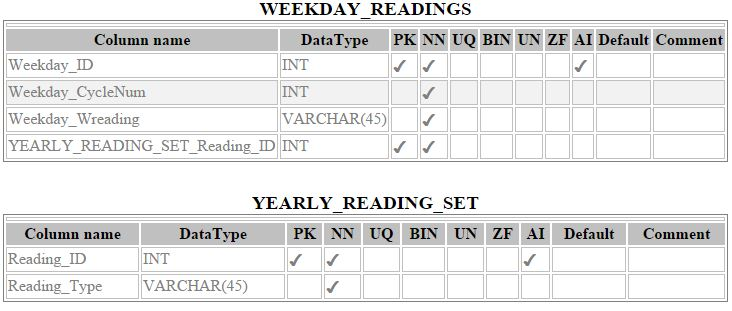 WEEKDAY_READINGS
Column name DataType PK NN UQ BIN UN ZF AI Default Comment
Weekday_ID INT ✔ ✔ ✔
Weekday_CycleNum INT ✔
Weekday_Wreading VARCHAR(45) ✔
YEARLY_READING_SET_Reading_ID INT ✔ ✔
YEARLY_READING_SET
Column name DataType PK NN UQ BIN UN ZF AI Default Comment
Reading_ID INT ✔ ✔ ✔
Reading_Type VARCHAR(45) ✔